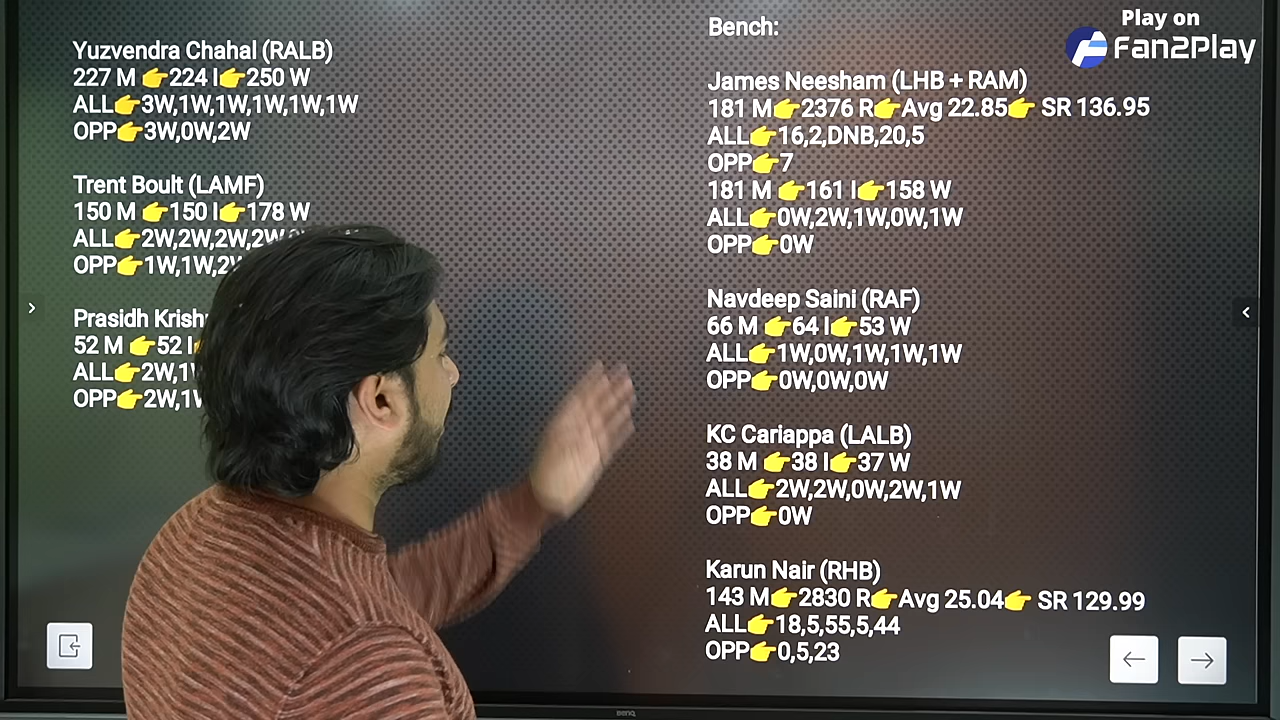 Yuzvendra Chahal (RALB)
227 M 👉224 I👉250 W
ALL👉3W,1W,1W,1W,1W,1W
OPP👉3W,0W,2W
Trent Boult (LAMF)
150 M 👉150 I👉178 W
ALL👉2W,2W,2W,2W
OPP👉1W,1W,2W
Prasidh
52 M 👉52 I👉
ALL👉2W,1W
OPP👉2W,1W
Bench:
James Neesham (LHB + RAM)
181 M👉2376 R👉Avg 22.85👉 SR 136.95
ALL👉16,2,DNB,20,5
OPP👉7
181 M 👉161 I👉158 W
ALL👉0W,2W,1W,0W,1W
OPP👉0W
Navdeep Saini (RAF)
66 M 👉64 I👉53 W
ALL👉1W,0W,1W,1W,1W
OPP👉0W,0W,0W
KC Cariappa (LALB)
38 M 👉38 I👉37 W
ALL👉2W,2W,0W,2W,1W
OPP👉0W
Karun Nair (RHB)
143 M👉2830 R👉Avg 25.04👉 SR 129.99
ALL👉18,5,55,5,44
OPP👉0,5,23
Play on
Fan2Play
BenQ